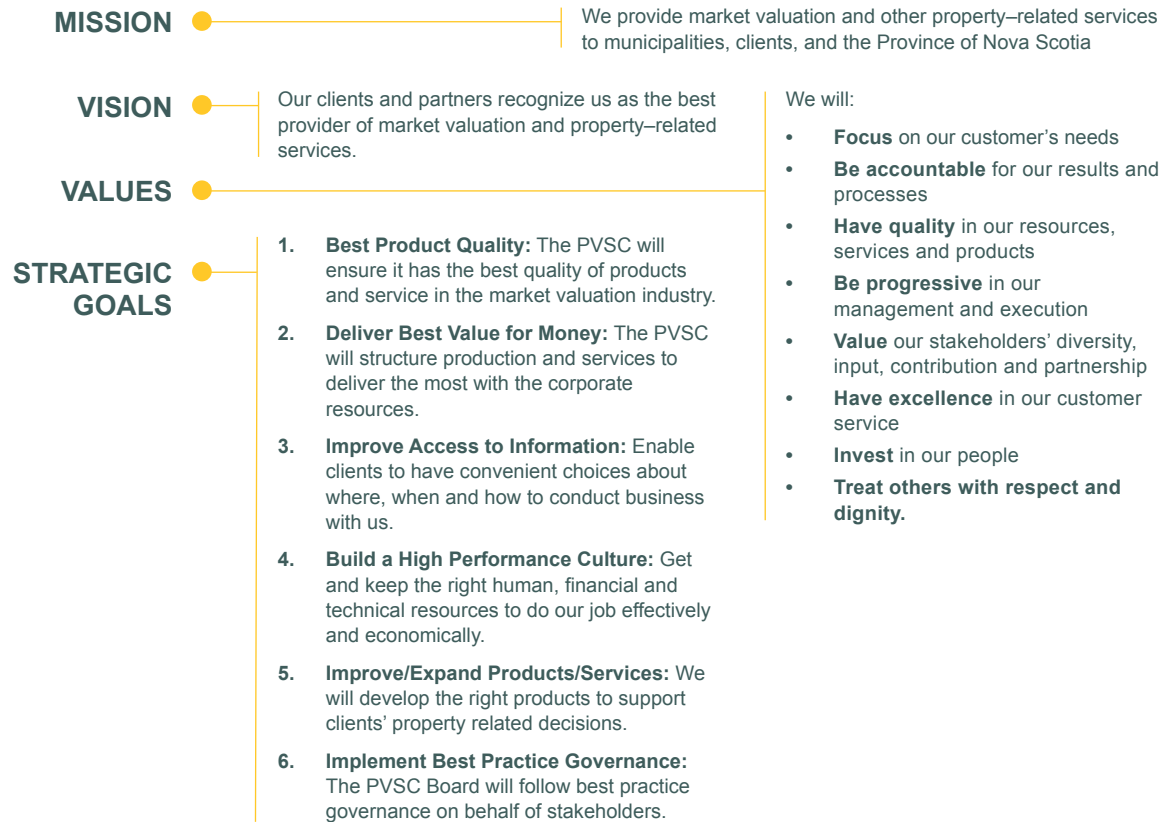 MISSION
We provide market valuation and other property–related services
to municipalities, clients, and the Province of Nova Scotia
VISION
Our clients and partners recognize us as the best
provider of market valuation and property–related
services.
VALUES
We will:
• Focus on our customer’s needs
• Be accountable for our results and
processes
• Have quality in our resources,
services and products
• Be progressive in our
management and execution
• Value our stakeholders’ diversity,
input, contribution and partnership
• Have excellence in our customer
service
• Invest in our people
• Treat others with respect and
dignity.
STRATEGIC
GOALS
1. Best Product Quality: The PVSC will
ensure it has the best quality of products
and service in the market valuation industry.
2. Deliver Best Value for Money: The PVSC
will structure production and services to
deliver the most with the corporate
resources.
3. Improve Access to Information: Enable
clients to have convenient choices about
where, when and how to conduct business
with us.
4. Build a High Performance Culture: Get
and keep the right human, financial and
technical resources to do our job effectively
and economically.
5. Improve/Expand Products/Services: We
will develop the right products to support
clients’ property related decisions.
6. Implement Best Practice Governance:
The PVSC Board will follow best practice
governance on behalf of stakeholders.